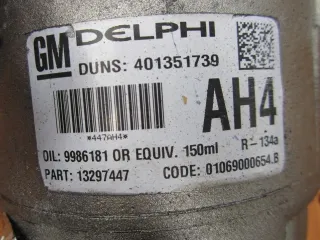 GM DELPHI
DUNS: 401351739
AH4
*447AH4*
OIL: 9986181 OR EQUIV. 150ml R-134a
PART: 13297447 CODE: 01069000654.B